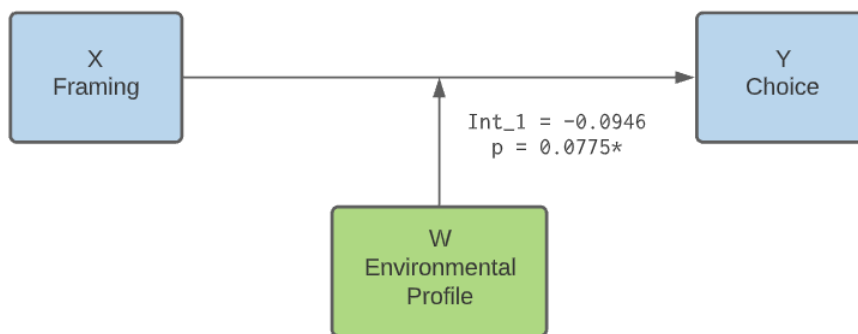 X
Framing
Y
Choice
Int_1 = -0.0946
p = 0.0775*
W
Environmental
Profile